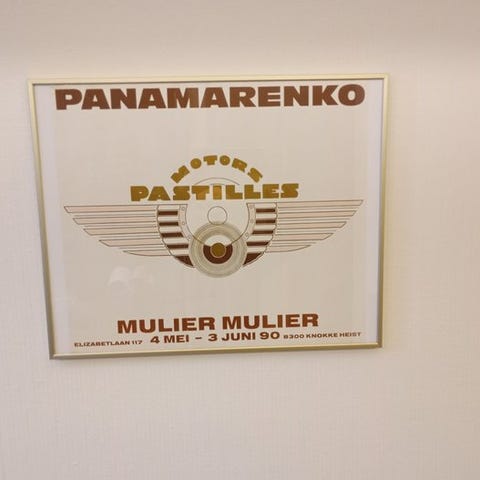 PANAMARENKO
MOTORS
PASTILLES
MULIER MULIER
ELIZABETLAAN 117 4 MEI - 3 JUNI 90 8300 KNOKKE HEIST